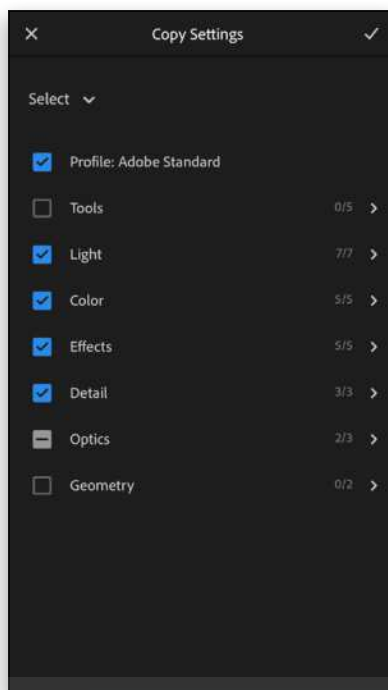 Copy Settings
Select
Profile: Adobe Standard
Tools 0/5
Light 7/7
Color 5/5
Effects 5/5
Detail 3/3
Optics 2/3
Geometry 0/2